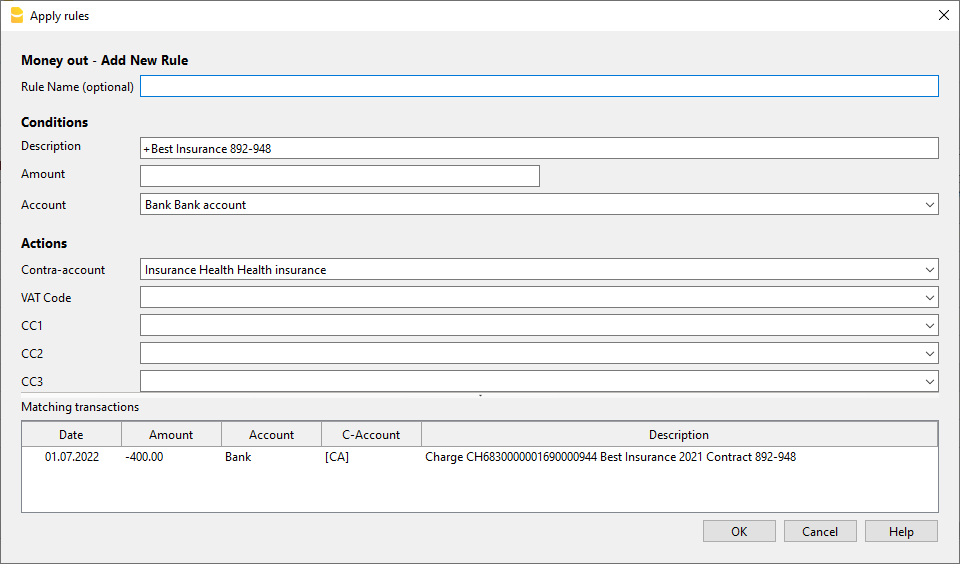 Apply rules
Money out - Add New Rule
Rule Name (optional)
Conditions
Description +Best Insurance 892-948
Amount
Account Bank Bank account
Actions
Contra-account Insurance Health Health insurance
VAT Code
CC1
CC2
CC3
Matching transactions
Date Amount Account C-Account Description
01.07.2022 -400.00 Bank [CA] Charge CH6830000001690000944 Best Insurance 2021 Contract 892-948
OK Cancel Help